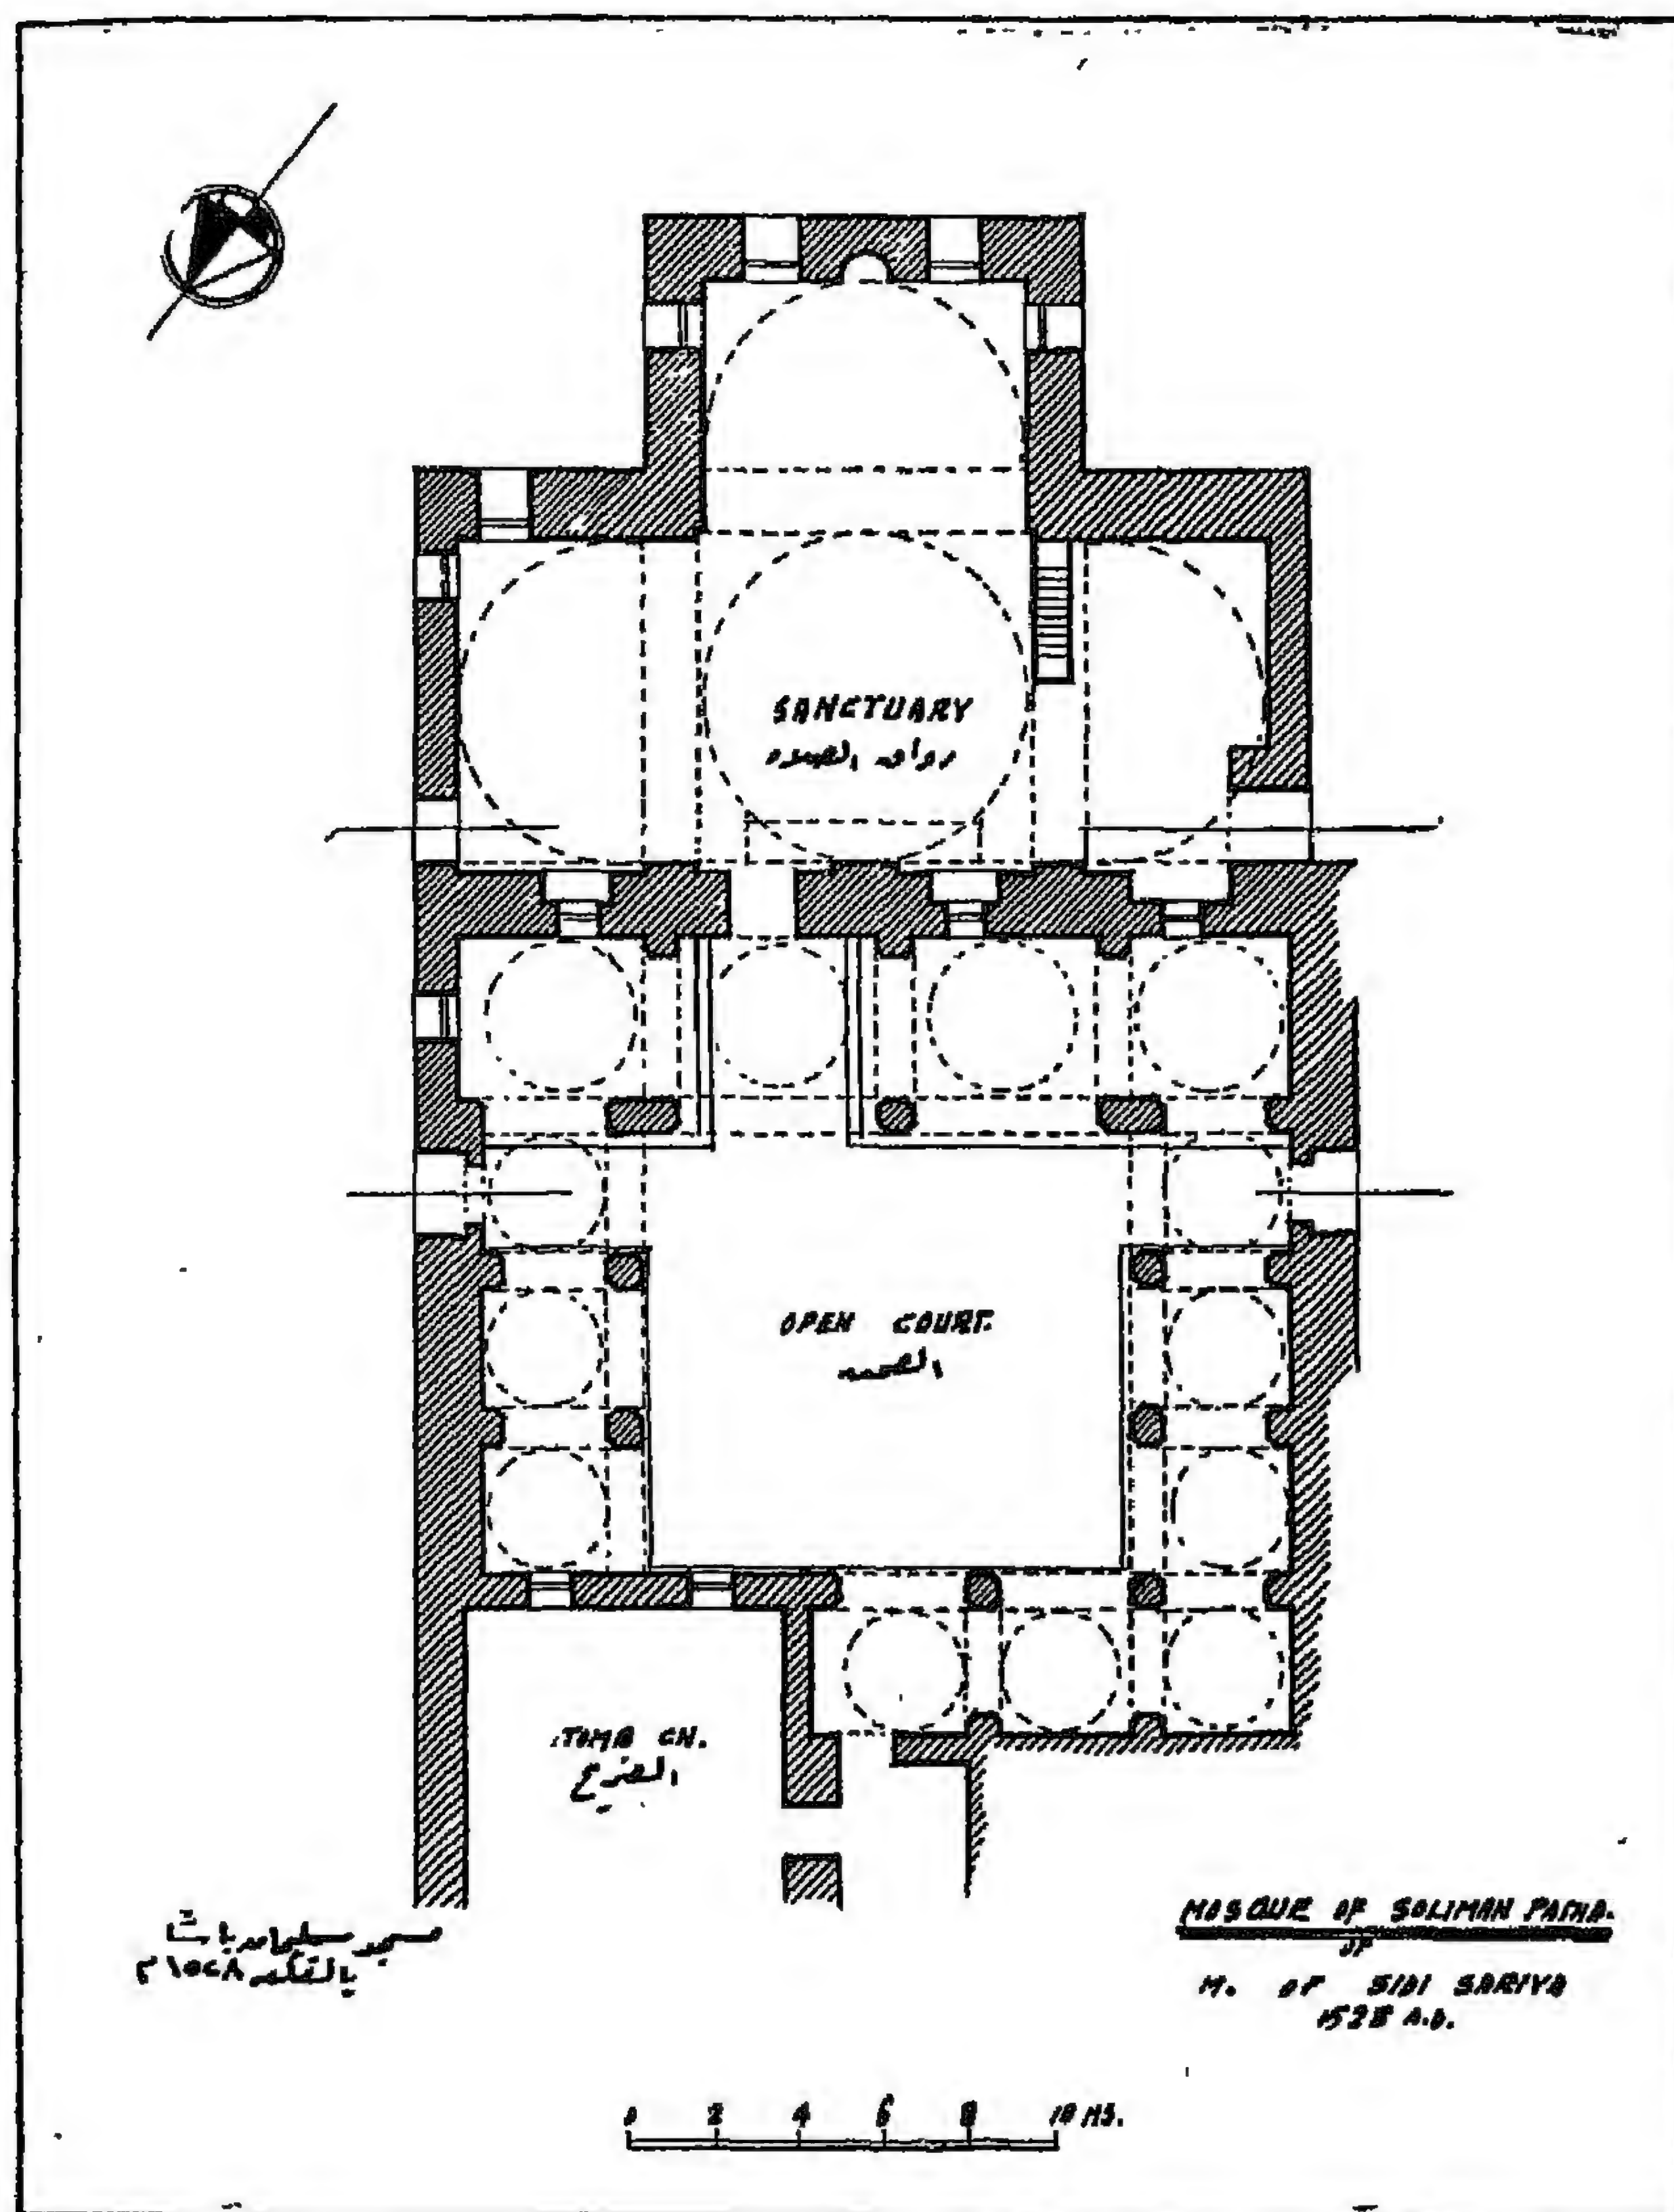 SANCTUARY
رواق القبلة
OPEN COURT.
الصحن
TOMB CH.
الضريح
مسجد سليمان باشا
بالقلعة ١٥٢٨ م
MOSQUE OF SOLIMAN PASHA.
OR
M. OF SIDI SARIYA
1528 A.D.
0 2 4 6 8 10 MS.